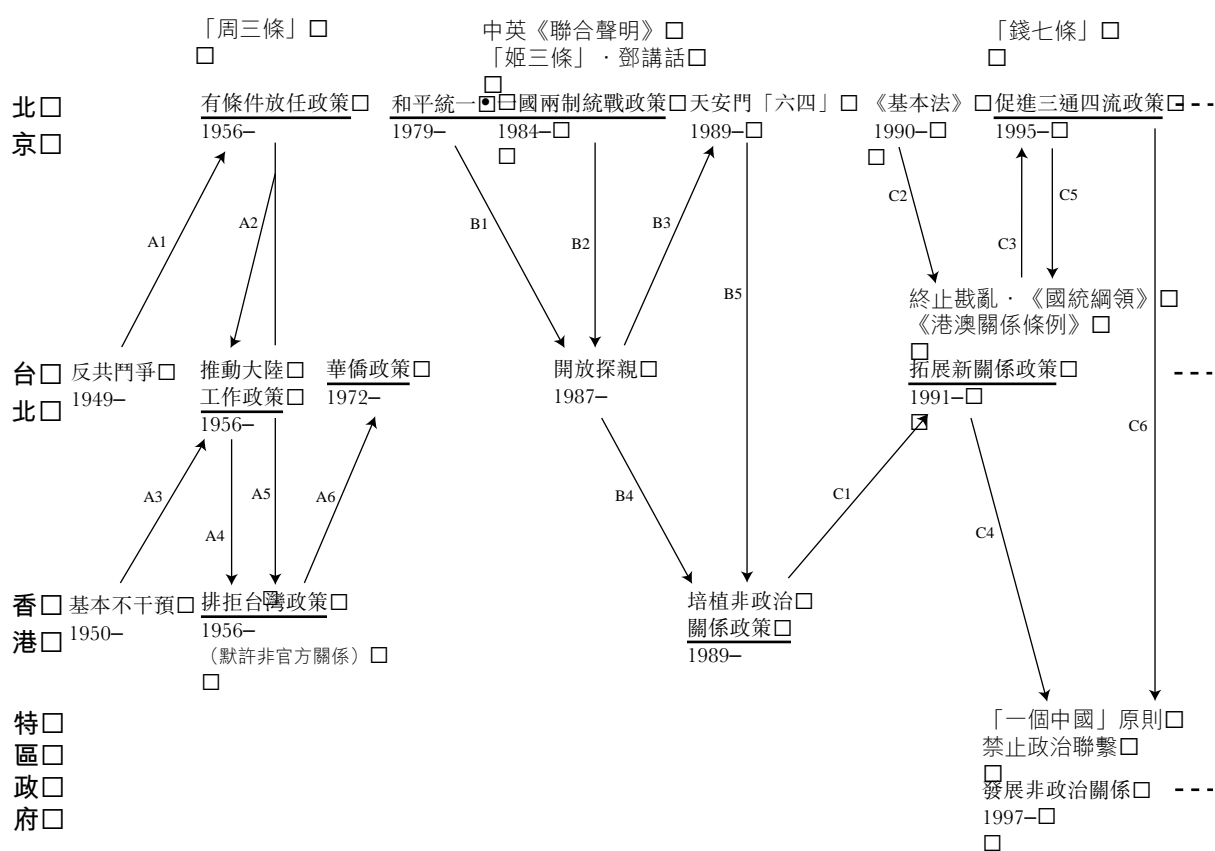 「周三條」
中英《聯合聲明》
「姬三條」．鄧講話
「錢七條」
北京
有條件放任政策
1956–
和平統一•一國兩制統戰政策
1979– 1984–
天安門「六四」
1989–
《基本法》
1990–
促進三通四流政策
1995–
A1
A2
B1
B2
B3
B5
C2
C3
C5
終止戡亂．《國統綱領》
《港澳關係條例》
台北
反共鬥爭
1949–
推動大陸
工作政策
1956–
華僑政策
1972–
開放探親
1987–
拓展新關係政策
1991–
A3
A4
A5
A6
B4
C1
C4
C6
香港
基本不干預
1950–
排拒台灣政策
1956–
（默許非官方關係）
培植非政治
關係政策
1989–
特區政府
「一個中國」原則
禁止政治聯繫
發展非政治關係
1997–